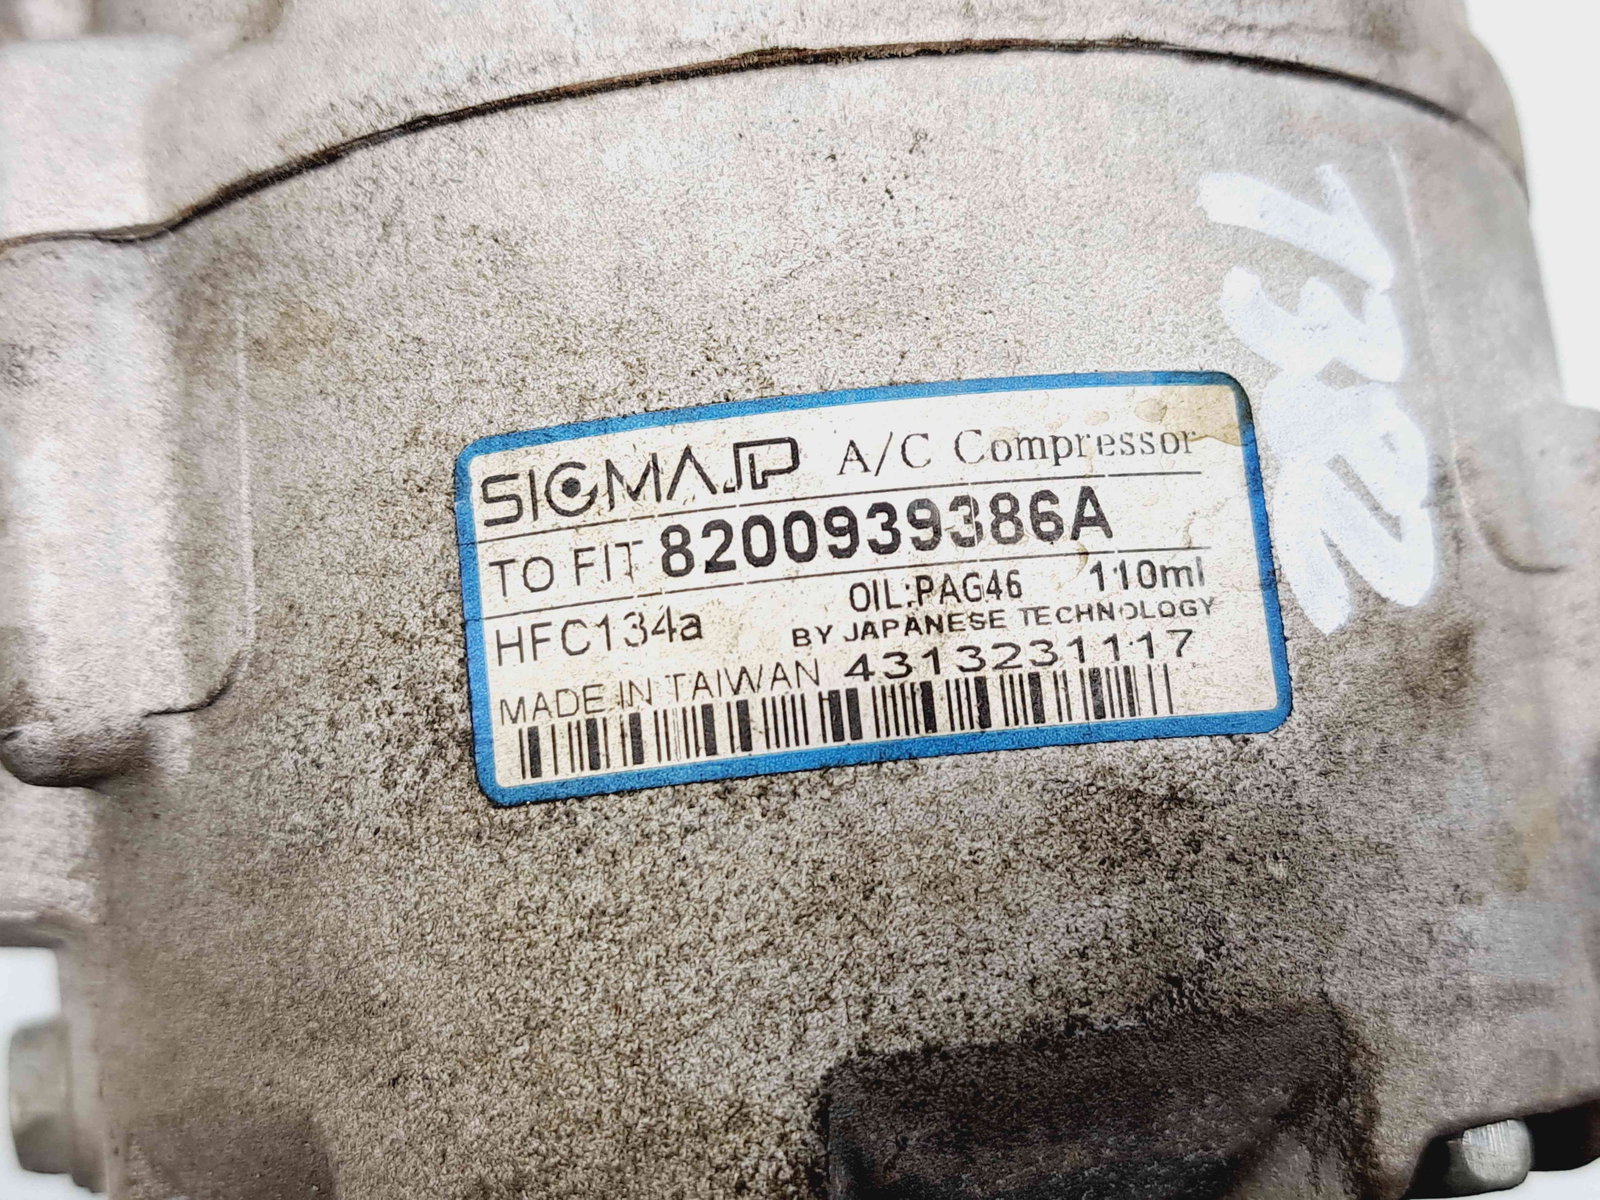 SIGMAJP A/C Compressor
TO FIT 8200939386A
HFC134a OIL:PAG46 110ml
BY JAPANESE TECHNOLOGY
MADE IN TAIWAN 4313231117